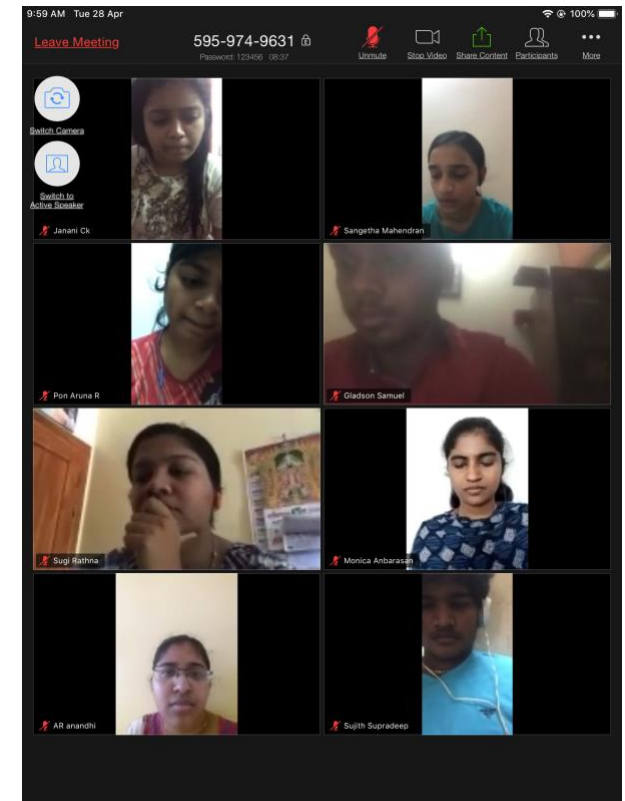 9:59 AM Tue 28 Apr
100%
Leave Meeting
595-974-9631
Password: 123456 08:37
Unmute
Stop Video
Share Content
Participants
More
Switch Camera
Switch to
Active Speaker
Janani Ck
Sangetha Mahendran
Pon Aruna R
Gladson Samuel
Sugi Rathna
Monica Anbarasan
AR anandhi
Sujith Supradeep